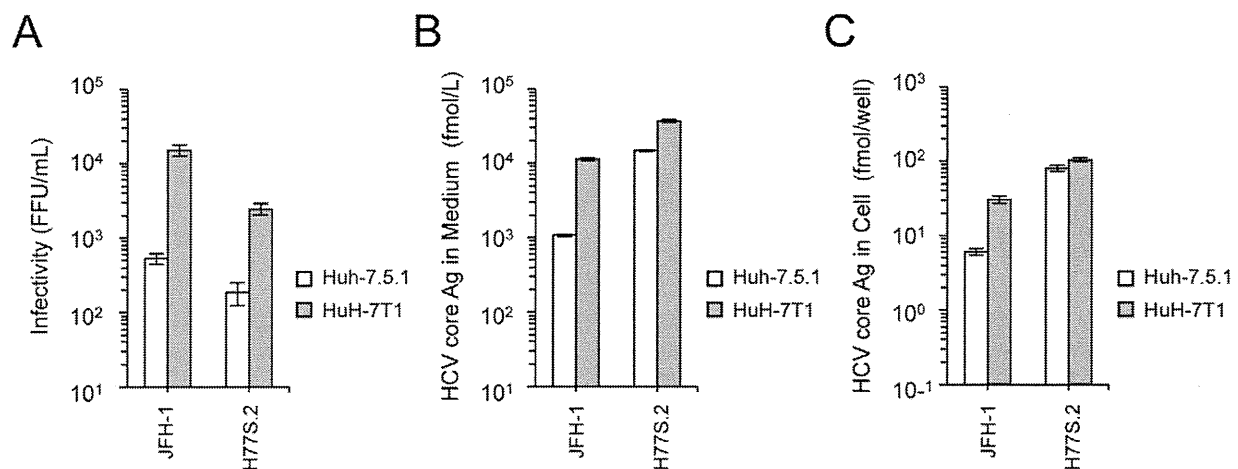 A
Infectivity (FFU/mL)
10⁵
10⁴
10³
10²
10¹
JFH-1
H77S.2
Huh-7.5.1
HuH-7T1
B
HCV core Ag in Medium (fmol/L)
10⁵
10⁴
10³
10²
10¹
JFH-1
H77S.2
Huh-7.5.1
HuH-7T1
C
HCV core Ag in Cell (fmol/well)
10³
10²
10¹
10⁰
10-1
JFH-1
H77S.2
Huh-7.5.1
HuH-7T1